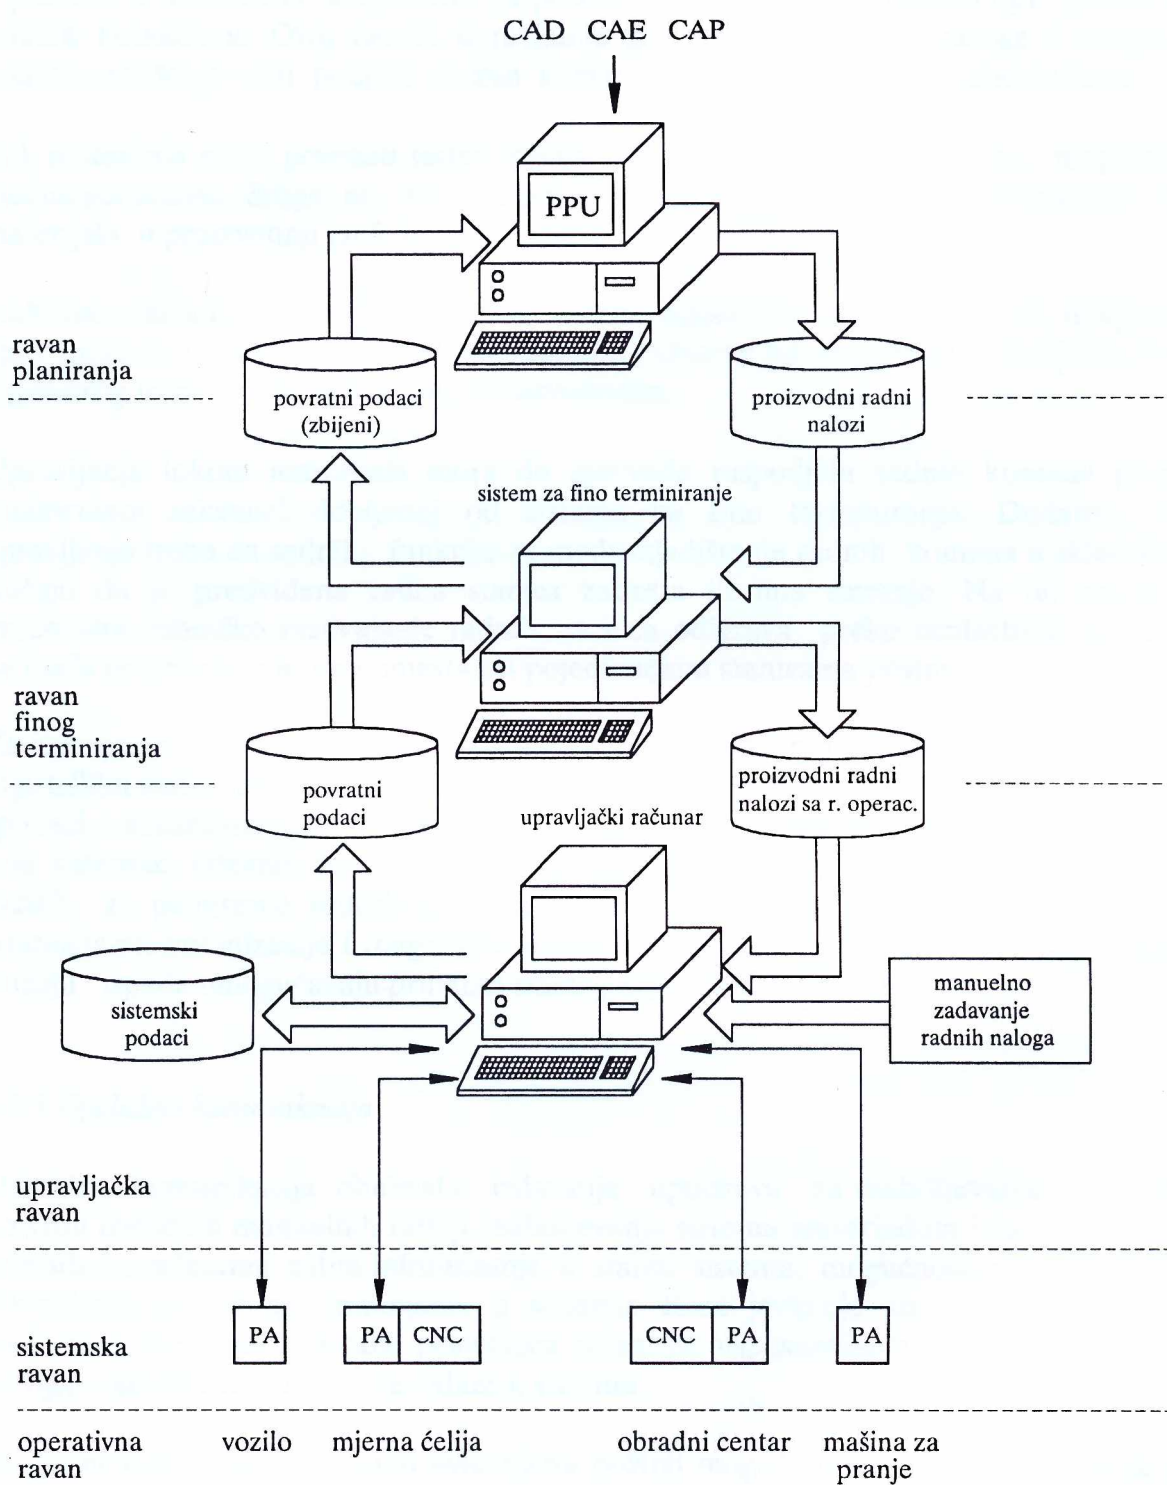 CAD CAE CAP
PPU
ravan
planiranja
povratni podaci
(zbijeni)
proizvodni radni
nalozi
sistem za fino terminiranje
ravan
finog
terminiranja
povratni
podaci
proizvodni radni
nalozi sa r. operac.
upravljački računar
sistemski
podaci
manuelno
zadavanje
radnih naloga
upravljačka
ravan
sistemska
ravan
PA
PA CNC
CNC PA
PA
operativna
ravan
vozilo
mjerna ćelija
obradni centar
mašina za
pranje